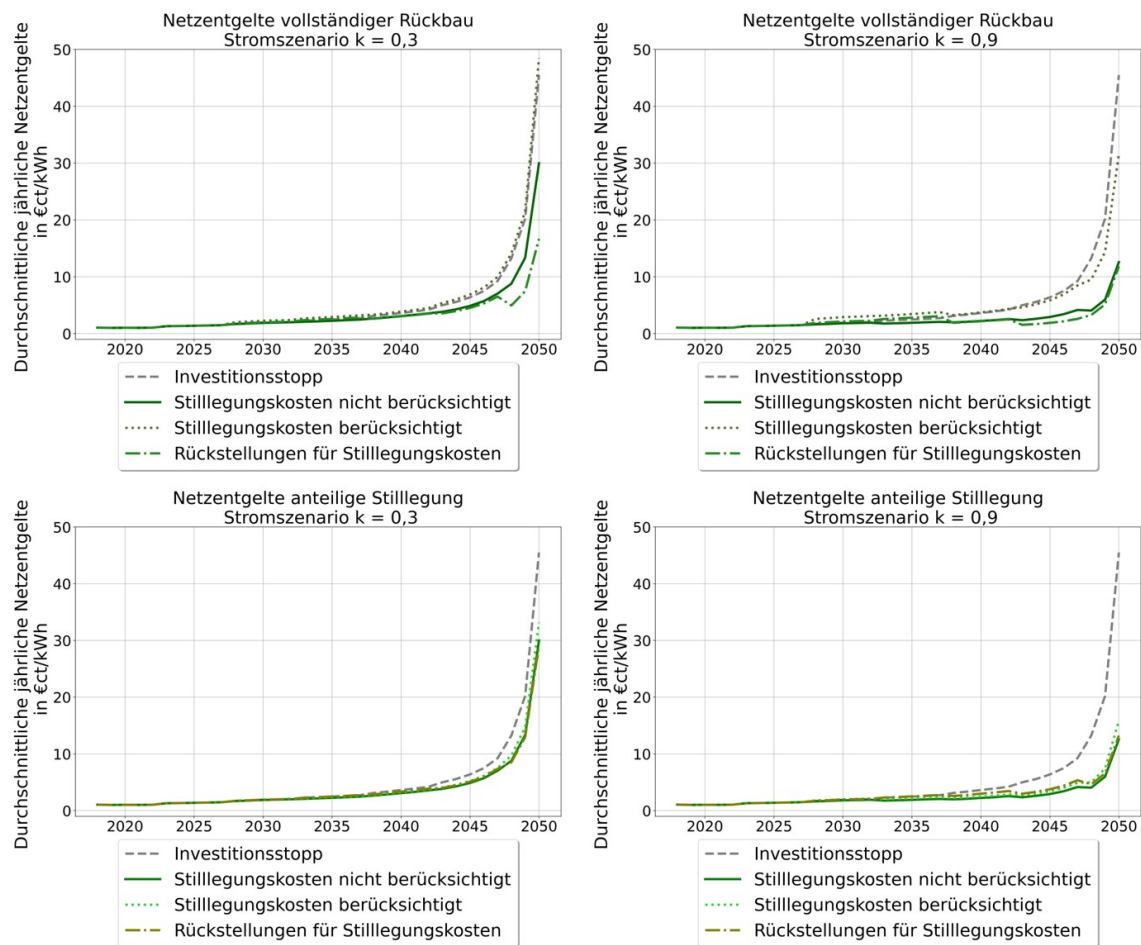 Netzentgelte vollständiger Rückbau
Stromszenario k = 0,3
Durchschnittliche jährliche Netzentgelte
in €ct/kWh
50
40
30
20
10
0
2020 2025 2030 2035 2040 2045 2050
Investitionsstopp
Stilllegungskosten nicht berücksichtigt
Stilllegungskosten berücksichtigt
Rückstellungen für Stilllegungskosten
Netzentgelte vollständiger Rückbau
Stromszenario k = 0,9
Durchschnittliche jährliche Netzentgelte
in €ct/kWh
50
40
30
20
10
0
2020 2025 2030 2035 2040 2045 2050
Investitionsstopp
Stilllegungskosten nicht berücksichtigt
Stilllegungskosten berücksichtigt
Rückstellungen für Stilllegungskosten
Netzentgelte anteilige Stilllegung
Stromszenario k = 0,3
Durchschnittliche jährliche Netzentgelte
in €ct/kWh
50
40
30
20
10
0
2020 2025 2030 2035 2040 2045 2050
Investitionsstopp
Stilllegungskosten nicht berücksichtigt
Stilllegungskosten berücksichtigt
Rückstellungen für Stilllegungskosten
Netzentgelte anteilige Stilllegung
Stromszenario k = 0,9
Durchschnittliche jährliche Netzentgelte
in €ct/kWh
50
40
30
20
10
0
2020 2025 2030 2035 2040 2045 2050
Investitionsstopp
Stilllegungskosten nicht berücksichtigt
Stilllegungskosten berücksichtigt
Rückstellungen für Stilllegungskosten